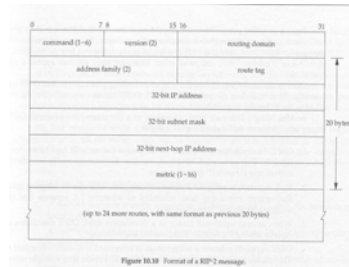 0 7 8 15 16 31
command (1-6) version (2) routing domain
address family (2) route tag
32-bit IP address
32-bit subnet mask
20 bytes
32-bit next-hop IP address
metric (1-16)
(up to 24 more routes, with same format as previous 20 bytes)
Figure 10.10 Format of a RIP-2 message.